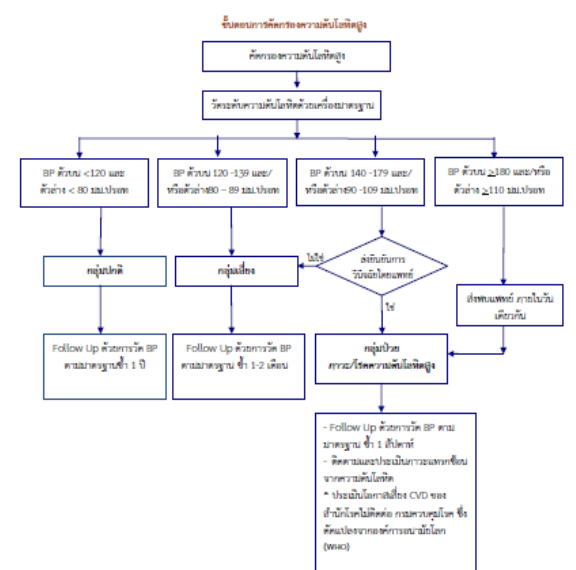 ขั้นตอนการคัดกรองความดันโลหิตสูง
คัดกรองความดันโลหิตสูง
วัดระดับความดันโลหิตด้วยเครื่องมาตรฐาน
BP ตัวบน <120 และ
ตัวล่าง < 80 มม.ปรอท
BP ตัวบน 120 -139 และ/
หรือตัวล่าง80 – 89 มม.ปรอท
BP ตัวบน 140 -179 และ/
หรือตัวล่าง90 -109 มม.ปรอท
BP ตัวบน ≥180 และ/หรือ
ตัวล่าง ≥110 มม.ปรอท
กลุ่มปกติ
กลุ่มเสี่ยง
ไม่ใช่
ส่งยืนยันการ
วินิจฉัยโดยแพทย์
ใช่
ส่งพบแพทย์ ภายในวัน
เดียวกัน
Follow Up ด้วยการวัด BP
ตามมาตรฐานซ้ำ 1 ปี
Follow Up ด้วยการวัด BP
ตามมาตรฐาน ซ้ำ 1-2 เดือน
กลุ่มป่วย
ภาวะ/โรคความดันโลหิตสูง
- Follow Up ด้วยการวัด BP ตาม
มาตรฐาน ซ้ำ 1 สัปดาห์
- ติดตามและประเมินภาวะแทรกซ้อน
จากความดันโลหิต
* ประเมินโอกาสเสี่ยง CVD ของ
สำนักโรคไม่ติดต่อ กรมควบคุมโรค ซึ่ง
ดัดแปลงจากองค์การอนามัยโลก
(WHO)